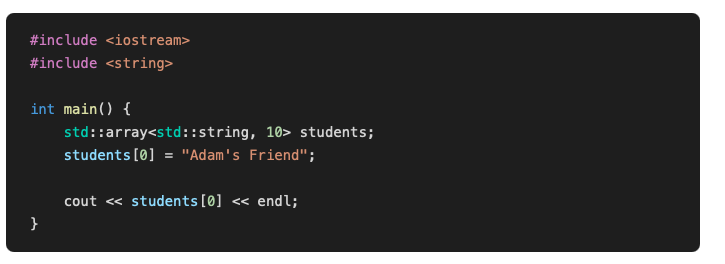 #include <iostream>
#include <string>
int main() {
    std::array<std::string, 10> students;
    students[0] = "Adam's Friend";
    cout << students[0] << endl;
}